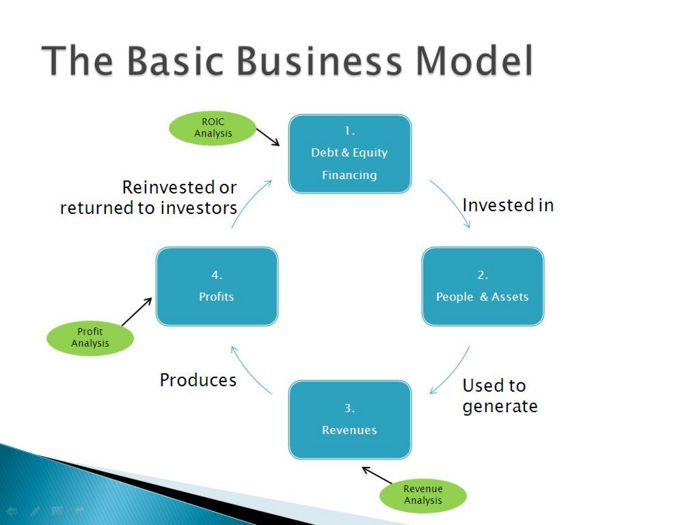 The Basic Business Model
ROIC
Analysis
1.
Debt & Equity
Financing
Reinvested or
returned to investors
Invested in
4.
Profits
2.
People & Assets
Profit
Analysis
Produces
Used to
generate
3.
Revenues
Revenue
Analysis